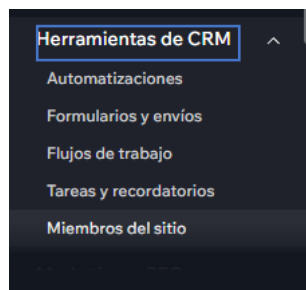 Herramientas de CRM
Automatizaciones
Formularios y envíos
Flujos de trabajo
Tareas y recordatorios
Miembros del sitio